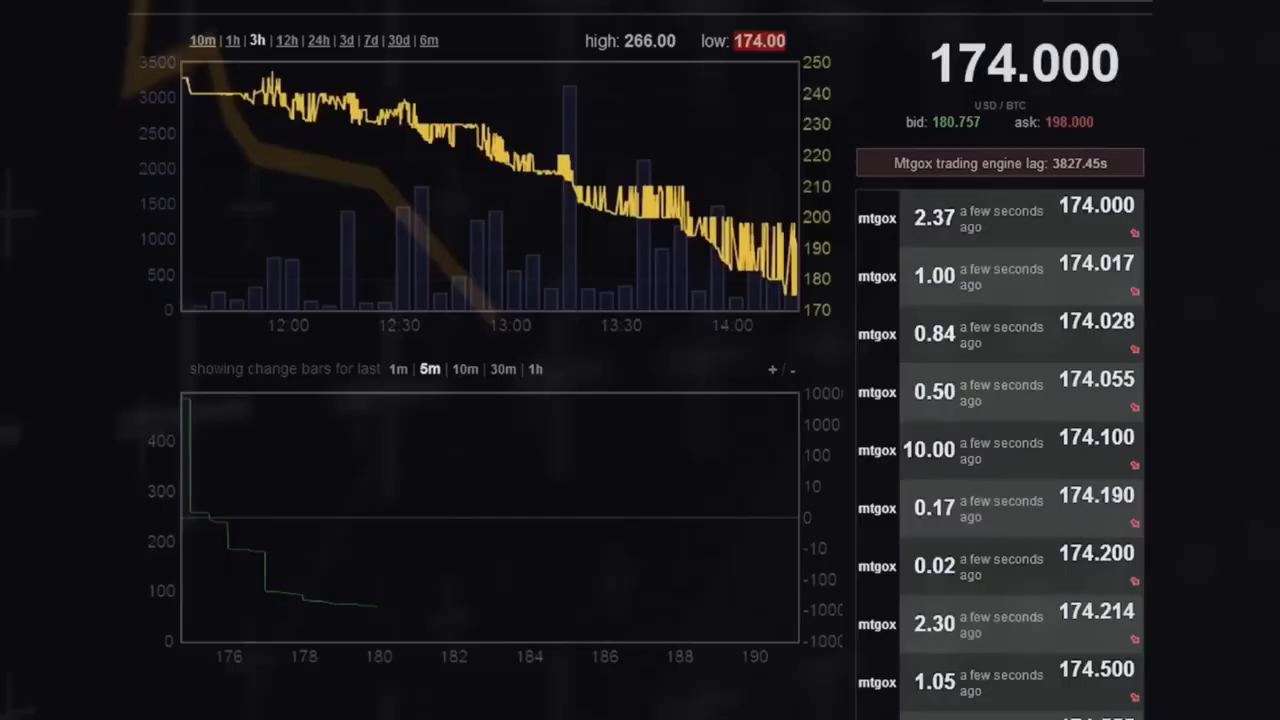 10m | 1h | 3h | 12h | 24h | 3d | 7d | 30d | 6m
high: 266.00 low: 174.00
3500
3000
2500
2000
1500
1000
500
0
250
240
230
220
210
200
190
180
170
12:00 12:30 13:00 13:30 14:00
showing change bars for last 1m | 5m | 10m | 30m | 1h
+ / -
400
300
200
100
0
1000
100
10
0
-10
-100
176 178 180 182 184 186 188 190
174.000
USD / BTC
bid: 180.757 ask: 198.000
Mtgox trading engine lag: 3827.45s
mtgox 2.37 a few seconds ago 174.000
mtgox 1.00 a few seconds ago 174.017
mtgox 0.84 a few seconds ago 174.028
mtgox 0.50 a few seconds ago 174.055
mtgox 10.00 a few seconds ago 174.100
mtgox 0.17 a few seconds ago 174.190
mtgox 0.02 a few seconds ago 174.200
mtgox 2.30 a few seconds ago 174.214
mtgox 1.05 a few seconds ago 174.500